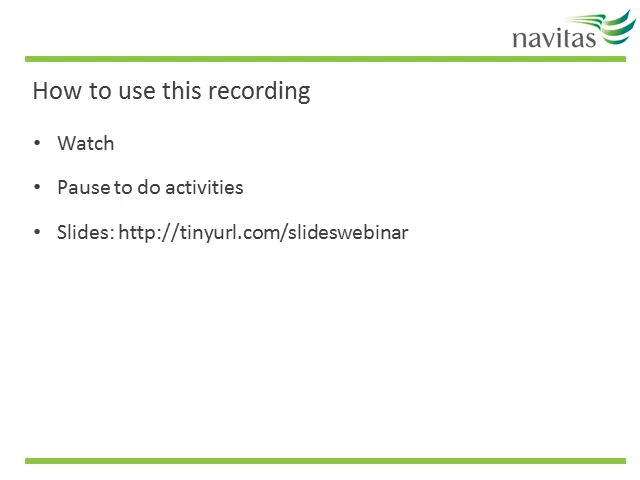 navitas
How to use this recording
• Watch
• Pause to do activities
• Slides: http://tinyurl.com/slideswebinar